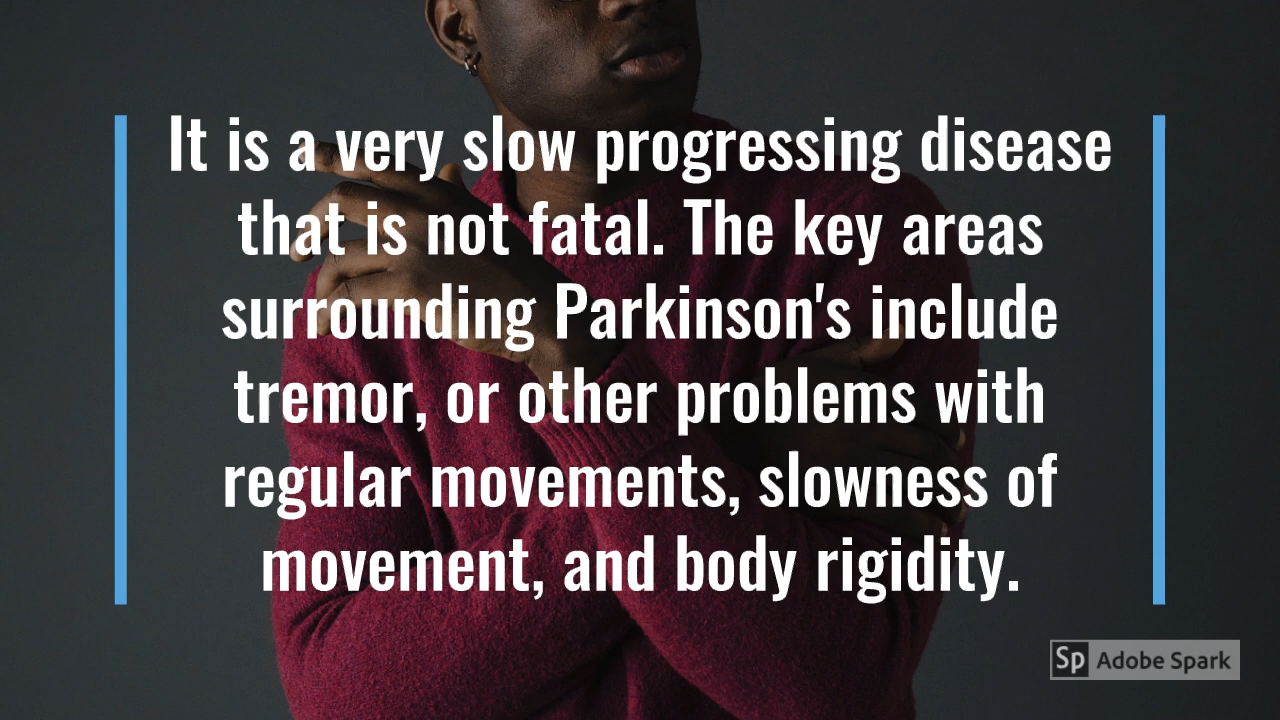 It is a very slow progressing disease
that is not fatal. The key areas
surrounding Parkinson's include
tremor, or other problems with
regular movements, slowness of
movement, and body rigidity.
Sp Adobe Spark